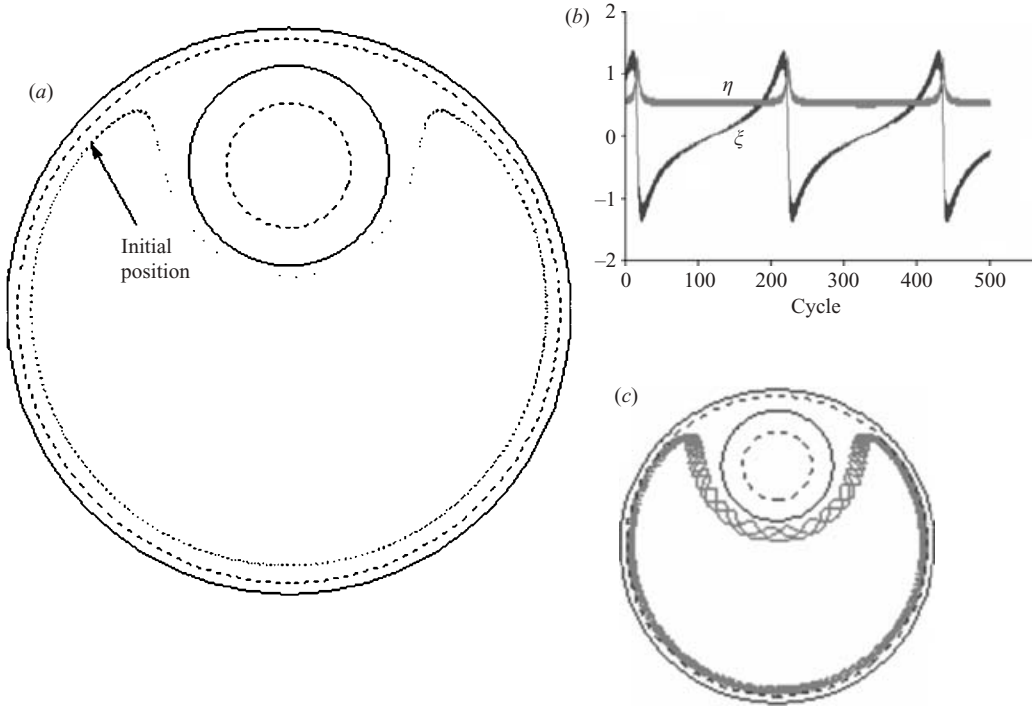 (a)
Initial
position
(b)
2
1
0
−1
−2
η
ξ
0
100
200
300
400
500
Cycle
(c)